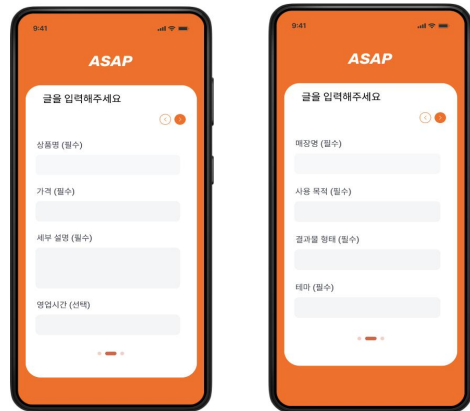 9:41
ASAP
글을 입력해주세요
상품명 (필수)
가격 (필수)
세부 설명 (필수)
영업시간 (선택)
9:41
ASAP
글을 입력해주세요
매장명 (필수)
사용 목적 (필수)
결과물 형태 (필수)
테마 (필수)